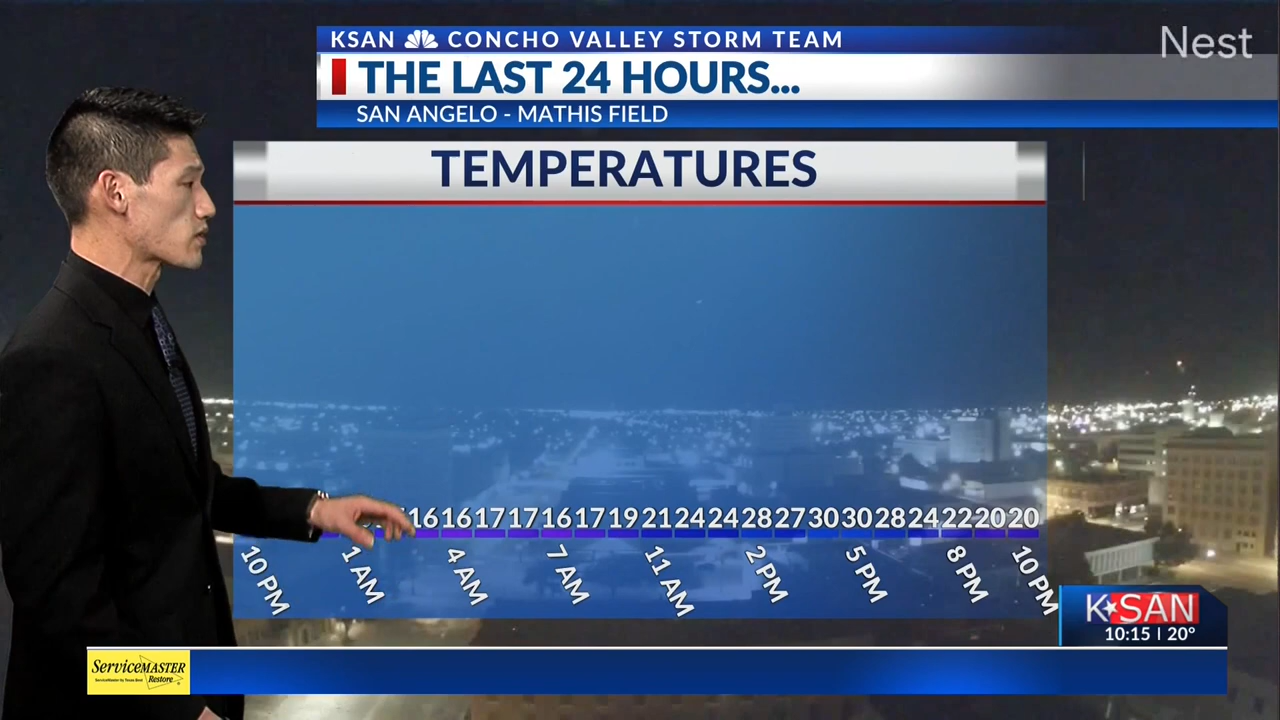 KSAN CONCHO VALLEY STORM TEAM
Nest
THE LAST 24 HOURS...
SAN ANGELO - MATHIS FIELD
TEMPERATURES
16 16 17 17 16 17 19 21 24 24 28 27 30 30 28 24 22 20 20
10 PM 1 AM 4 AM 7 AM 11 AM 2 PM 5 PM 8 PM 10 PM
K SAN
10:15 | 20°
ServiceMASTER
Restore